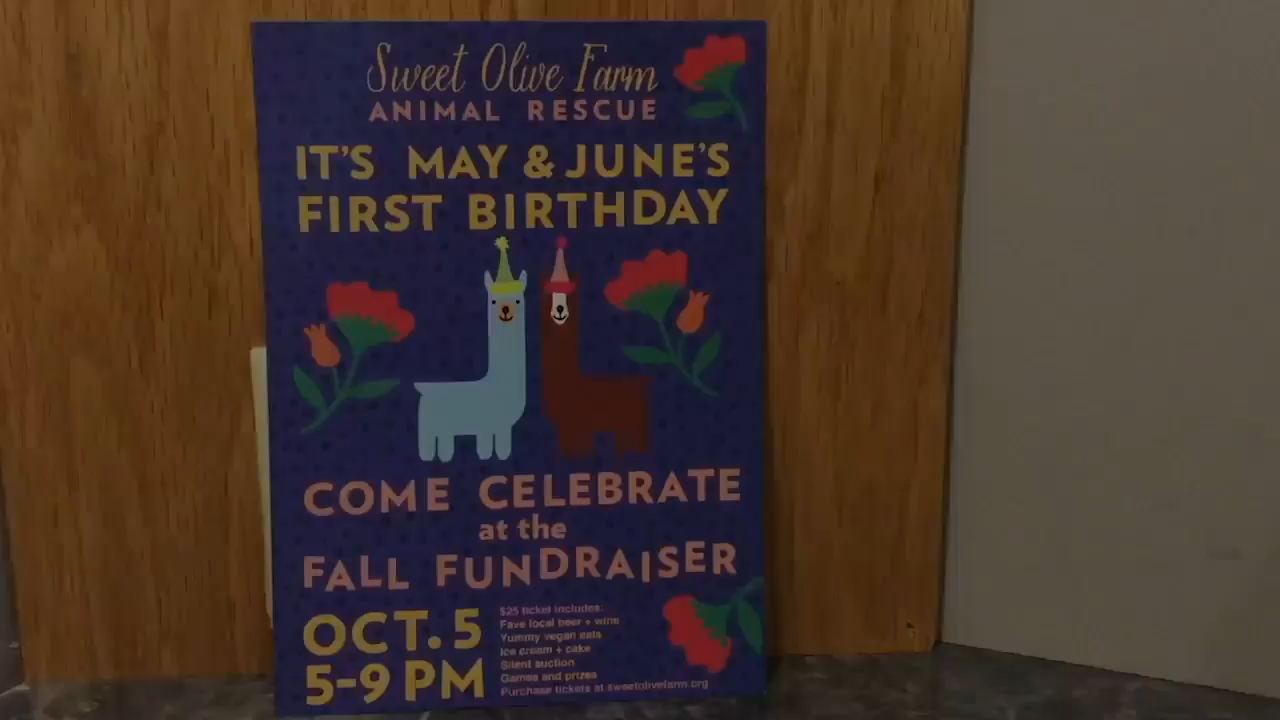 Sweet Olive Farm
ANIMAL RESCUE
IT'S MAY & JUNE'S
FIRST BIRTHDAY
COME CELEBRATE
at the
FALL FUNDRAISER
OCT. 5
5-9 PM
$25 ticket includes:
Fave local beer + wine
Yummy vegan eats
Ice cream + cake
Silent auction
Games and prizes
Purchase tickets at sweetolivefarm.org